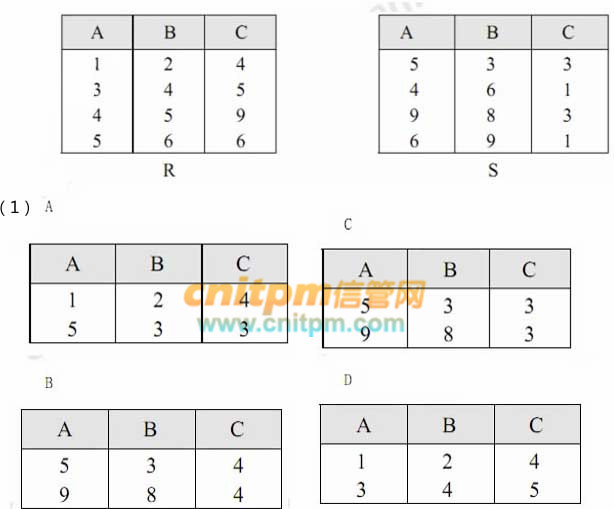 A B C A B C
1 2 4 5 3 3
3 4 5 4 6 1
4 5 9 9 8 3
5 6 6 6 9 1
R S
(1) A
C
A B C
1 2 4
5 3 3
A B C
5 3 3
9 8 3
cnitpm信管网
www.cnitpm.com
B
D
A B C
5 3 4
9 8 4
A B C
1 2 4
3 4 5